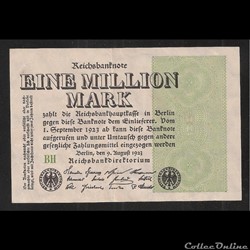 Reichsbanknote
EINE MILLION
MARK
zahlt die Reichsbankhauptkasse in Berlin
gegen diese Banknote dem Einlieferer. Vom
1. September 1923 ab kann diese Banknote
aufgerufen und unter Umtausch gegen andere
gesetzliche Zahlungsmittel eingezogen werden
Berlin, den 9. August 1923
Reichsbankdirektorium
BH
CoinsOnline